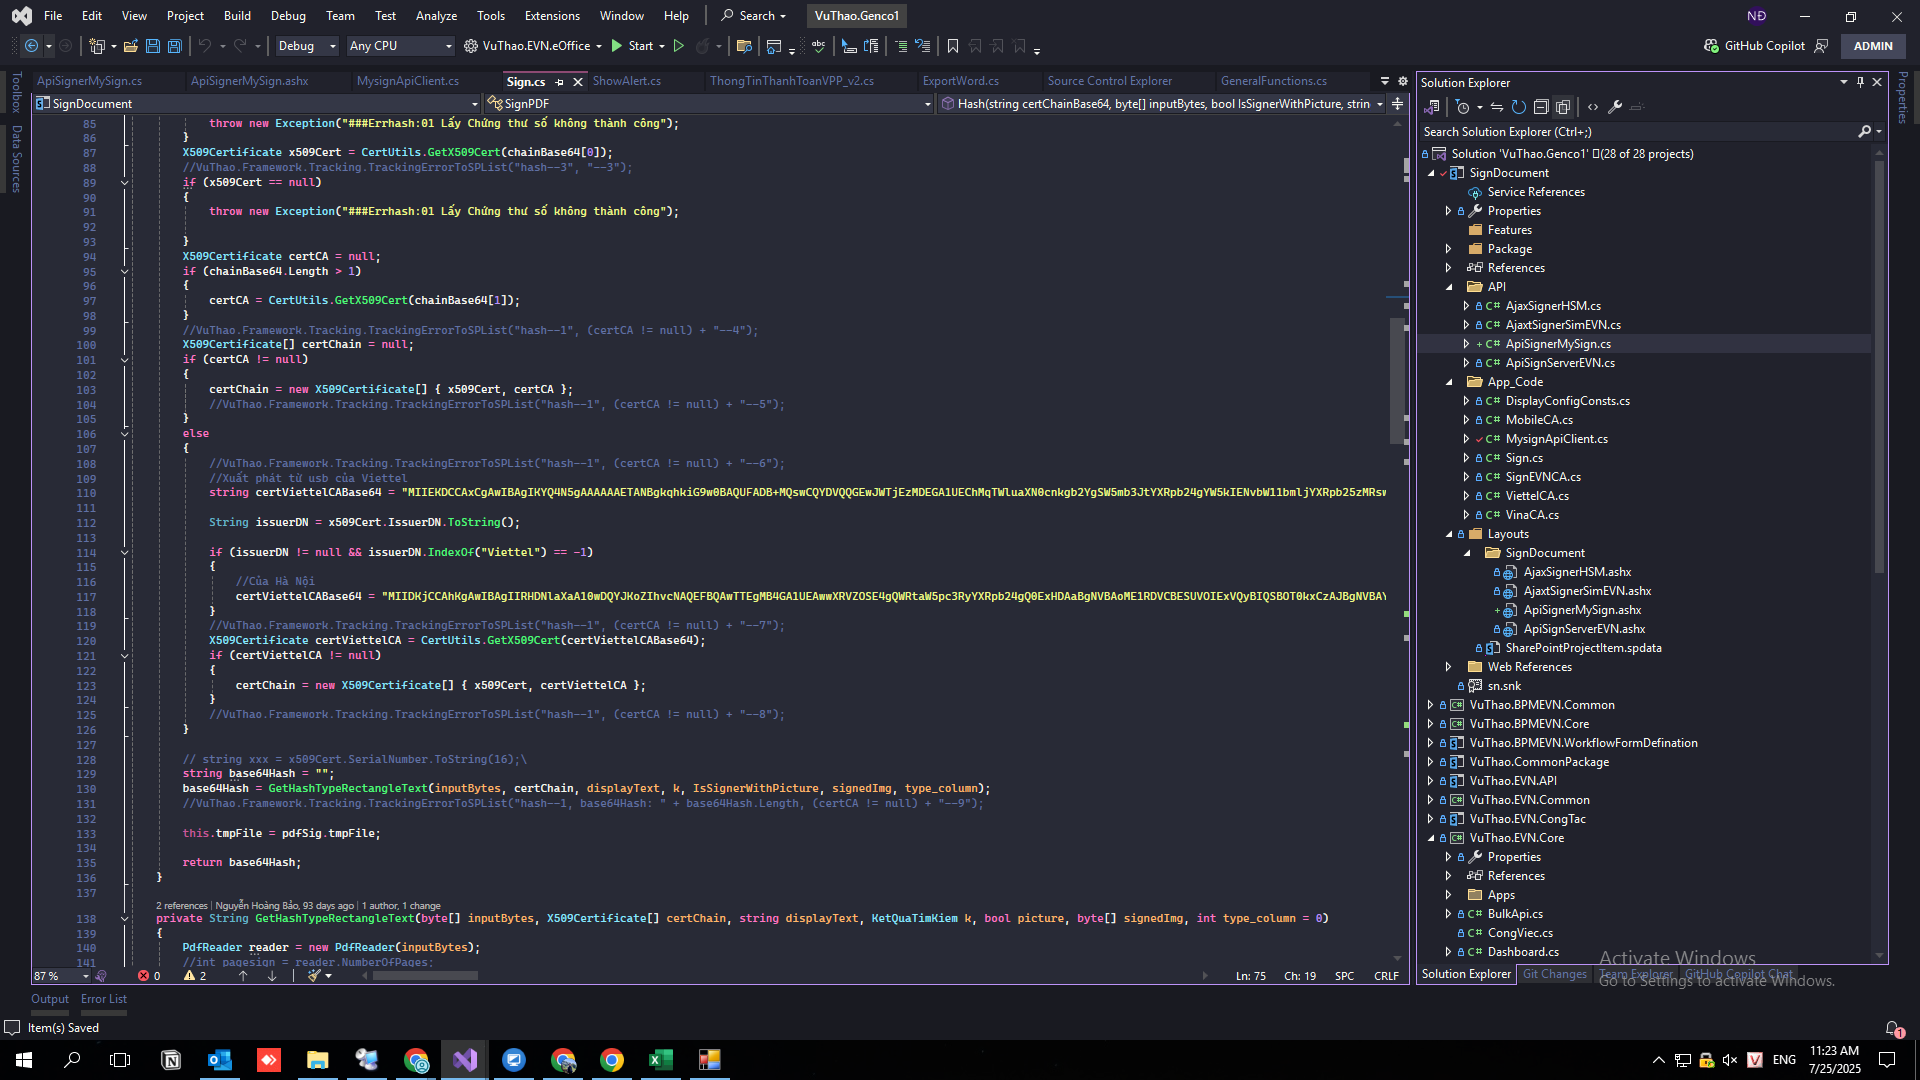 File Edit View Project Build Debug Team Test Analyze Tools Extensions Window Help Search VuThao.Genco1 NĐ
Debug Any CPU VuThao.EVN.eOffice Start GitHub Copilot ADMIN
ApiSignerMySign.cs ApiSignerMySign.ashx MysignApiClient.cs Sign.cs ShowAlert.cs ThongTinThanhToanVPP_v2.cs ExportWord.cs Source Control Explorer GeneralFunctions.cs
SignDocument SignPDF Hash(string certChainBase64, byte[] inputBytes, bool IsSignerWithPicture, strin
Toolbox
Data Sources
85 throw new Exception("###Errhash:01 Lấy Chứng thư số không thành công");
86 }
87 X509Certificate x509Cert = CertUtils.GetX509Cert(chainBase64[0]);
88 //VuThao.Framework.Tracking.TrackingErrorToSPList("hash--3", "--3");
89 if (x509Cert == null)
90 {
91 throw new Exception("###Errhash:01 Lấy Chứng thư số không thành công");
92
93 }
94 X509Certificate certCA = null;
95 if (chainBase64.Length > 1)
96 {
97 certCA = CertUtils.GetX509Cert(chainBase64[1]);
98 }
99 //VuThao.Framework.Tracking.TrackingErrorToSPList("hash--1", (certCA != null) + "--4");
100 X509Certificate[] certChain = null;
101 if (certCA != null)
102 {
103 certChain = new X509Certificate[] { x509Cert, certCA };
104 //VuThao.Framework.Tracking.TrackingErrorToSPList("hash--1", (certCA != null) + "--5");
105 }
106 else
107 {
108 //VuThao.Framework.Tracking.TrackingErrorToSPList("hash--1", (certCA != null) + "--6");
109 //Xuất phát từ usb của Viettel
110 string certViettelCABase64 =
111
112 String issuerDN = x509Cert.IssuerDN.ToString();
113
114 if (issuerDN != null && issuerDN.IndexOf("Viettel") == -1)
115 {
116 //Của Hà Nội
117 certViettelCABase64 =
118 }
119 //VuThao.Framework.Tracking.TrackingErrorToSPList("hash--1", (certCA != null) + "--7");
120 X509Certificate certViettelCA = CertUtils.GetX509Cert(certViettelCABase64);
121 if (certViettelCA != null)
122 {
123 certChain = new X509Certificate[] { x509Cert, certViettelCA };
124 }
125 //VuThao.Framework.Tracking.TrackingErrorToSPList("hash--1", (certCA != null) + "--8");
126 }
127
128 // string xxx = x509Cert.SerialNumber.ToString(16);\
129 string base64Hash = "";
130 base64Hash = GetHashTypeRectangleText(inputBytes, certChain, displayText, k, IsSignerWithPicture, signedImg, type_column);
131 //VuThao.Framework.Tracking.TrackingErrorToSPList("hash--1, base64Hash: " + base64Hash.Length, (certCA != null) + "--9");
132
133 this.tmpFile = pdfSig.tmpFile;
134
135 return base64Hash;
136 }
137
2 references | Nguyễn Hoàng Bảo, 93 days ago | 1 author, 1 change
138 private String GetHashTypeRectangleText(byte[] inputBytes, X509Certificate[] certChain, string displayText, KetQuaTimKiem k, bool picture, byte[] signedImg, int type_column = 0)
139 {
140 PdfReader reader = new PdfReader(inputBytes);
141 //int pagesign = reader.NumberOfPages;
87 % 0 2 Ln: 75 Ch: 19 SPC CRLF
Output Error List
Item(s) Saved
Solution Explorer
Search Solution Explorer (Ctrl+;)
Solution 'VuThao.Genco1' (28 of 28 projects)
SignDocument
Service References
Properties
Features
Package
References
API
AjaxSignerHSM.cs
AjaxtSignerSimEVN.cs
ApiSignerMySign.cs
ApiSignServerEVN.cs
App_Code
DisplayConfigConsts.cs
MobileCA.cs
MysignApiClient.cs
Sign.cs
SignEVNCA.cs
ViettelCA.cs
VinaCA.cs
Layouts
SignDocument
AjaxSignerHSM.ashx
AjaxtSignerSimEVN.ashx
ApiSignerMySign.ashx
ApiSignServerEVN.ashx
SharePointProjectItem.spdata
Web References
sn.snk
VuThao.BPMEVN.Common
VuThao.BPMEVN.Core
VuThao.BPMEVN.WorkflowFormDefination
VuThao.CommonPackage
VuThao.EVN.API
VuThao.EVN.Common
VuThao.EVN.CongTac
VuThao.EVN.Core
Properties
References
Apps
BulkApi.cs
CongViec.cs
Dashboard.cs
Solution Explorer Git Changes Team Explorer GitHub Copilot Chat
Properties
Activate Windows
Go to Settings to activate Windows.
1
ENG
11:23 AM
7/25/2025